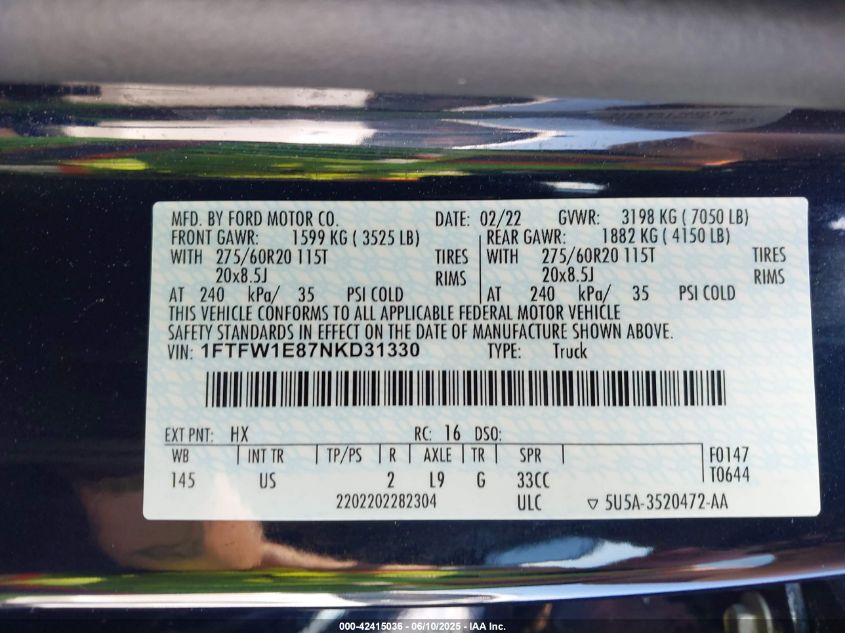 MFD. BY FORD MOTOR CO. DATE: 02/22 GVWR: 3198 KG ( 7050 LB)
FRONT GAWR: 1599 KG ( 3525 LB) REAR GAWR: 1882 KG ( 4150 LB)
WITH 275/60R20 115T TIRES WITH 275/60R20 115T TIRES
20x8.5J RIMS 20x8.5J RIMS
AT 240 kPa/ 35 PSI COLD AT 240 kPa/ 35 PSI COLD
THIS VEHICLE CONFORMS TO ALL APPLICABLE FEDERAL MOTOR VEHICLE
SAFETY STANDARDS IN EFFECT ON THE DATE OF MANUFACTURE SHOWN ABOVE.
VIN: 1FTFW1E87NKD31330 TYPE: Truck
EXT PNT: HX RC: 16 DSO:
WB INT TR TP/PS R AXLE TR SPR F0147
145 US 2 L9 G 33CC T0644
2202202282304 ULC ▽ 5U5A-3520472-AA
000-42415036 - 06/10/2025 - IAA Inc.